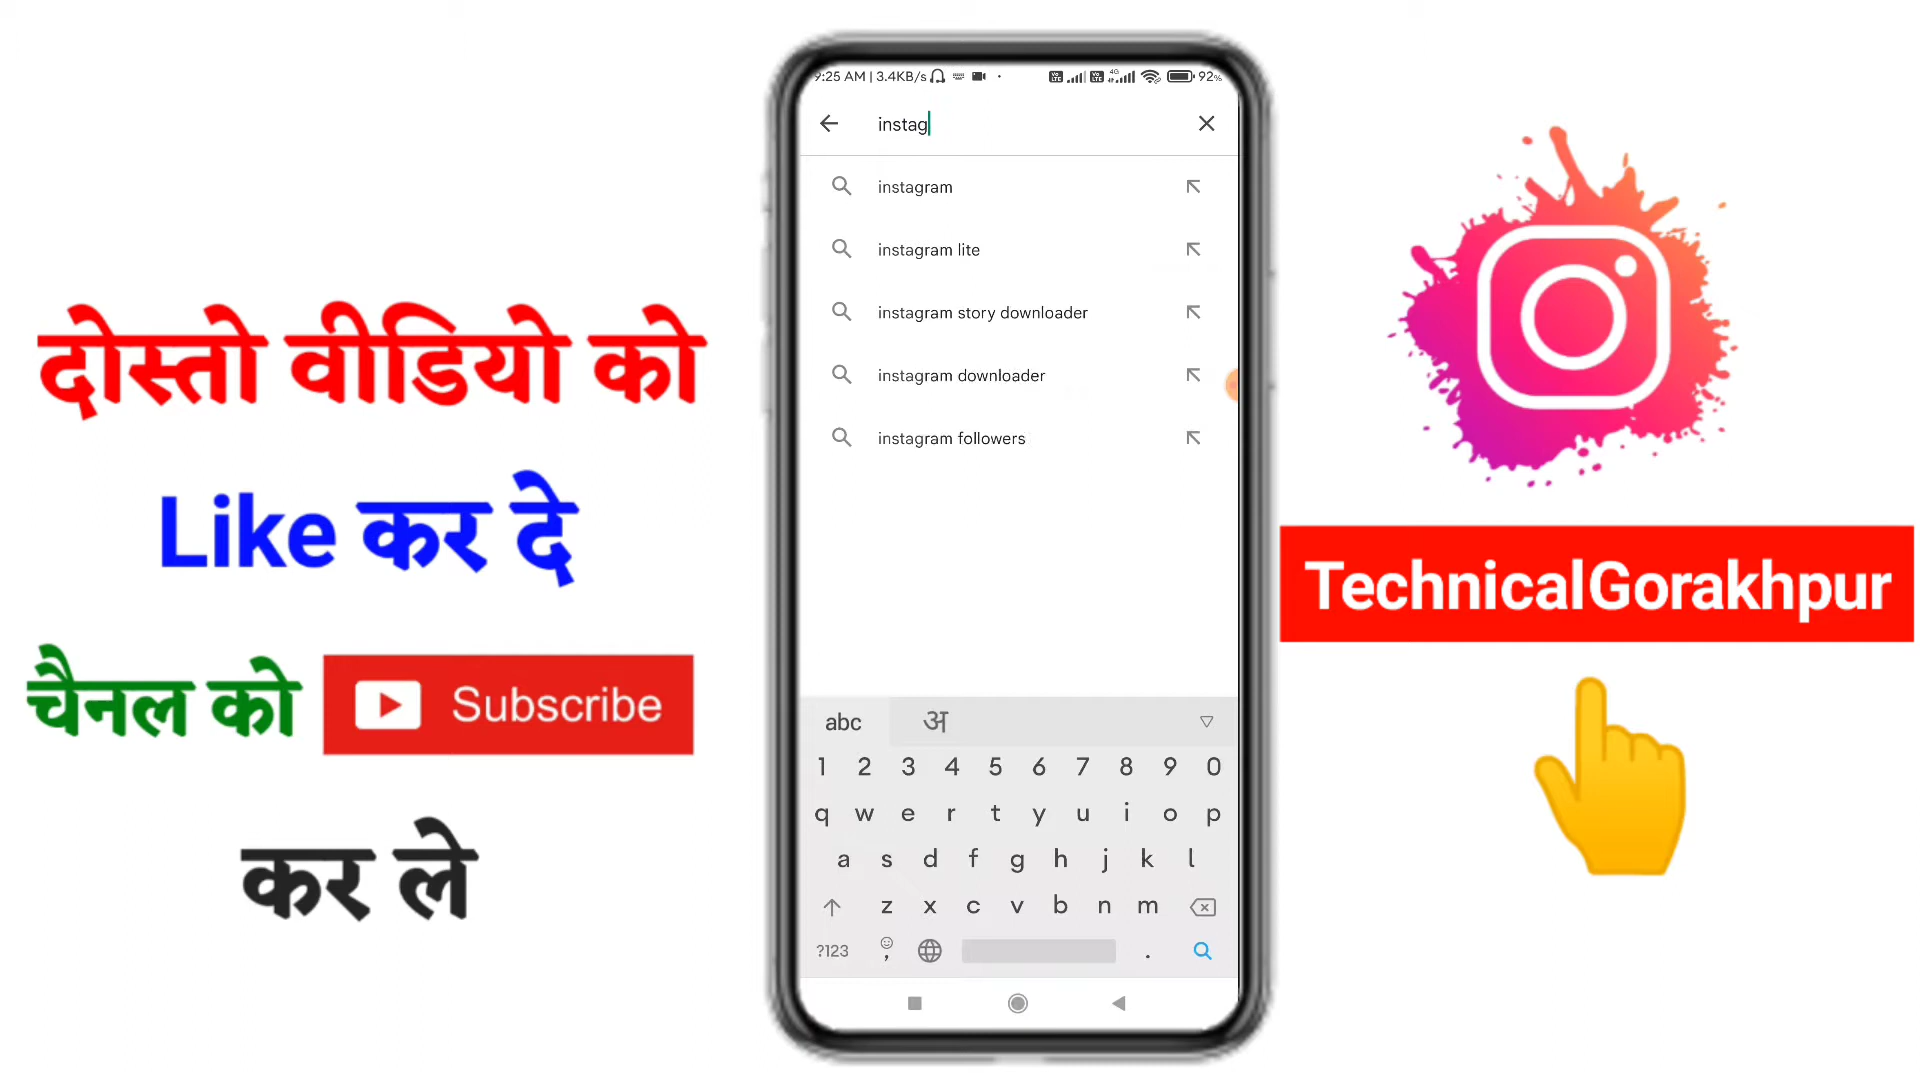 दोस्तो वीडियो को
Like कर दे
चैनल को Subscribe
कर ले
9:25 AM | 3.4KB/s 4G 92%
instag
instagram
instagram lite
instagram story downloader
instagram downloader
instagram followers
abc अ
1 2 3 4 5 6 7 8 9 0
q w e r t y u i o p
a s d f g h j k l
z x c v b n m
?123 , .
TechnicalGorakhpur